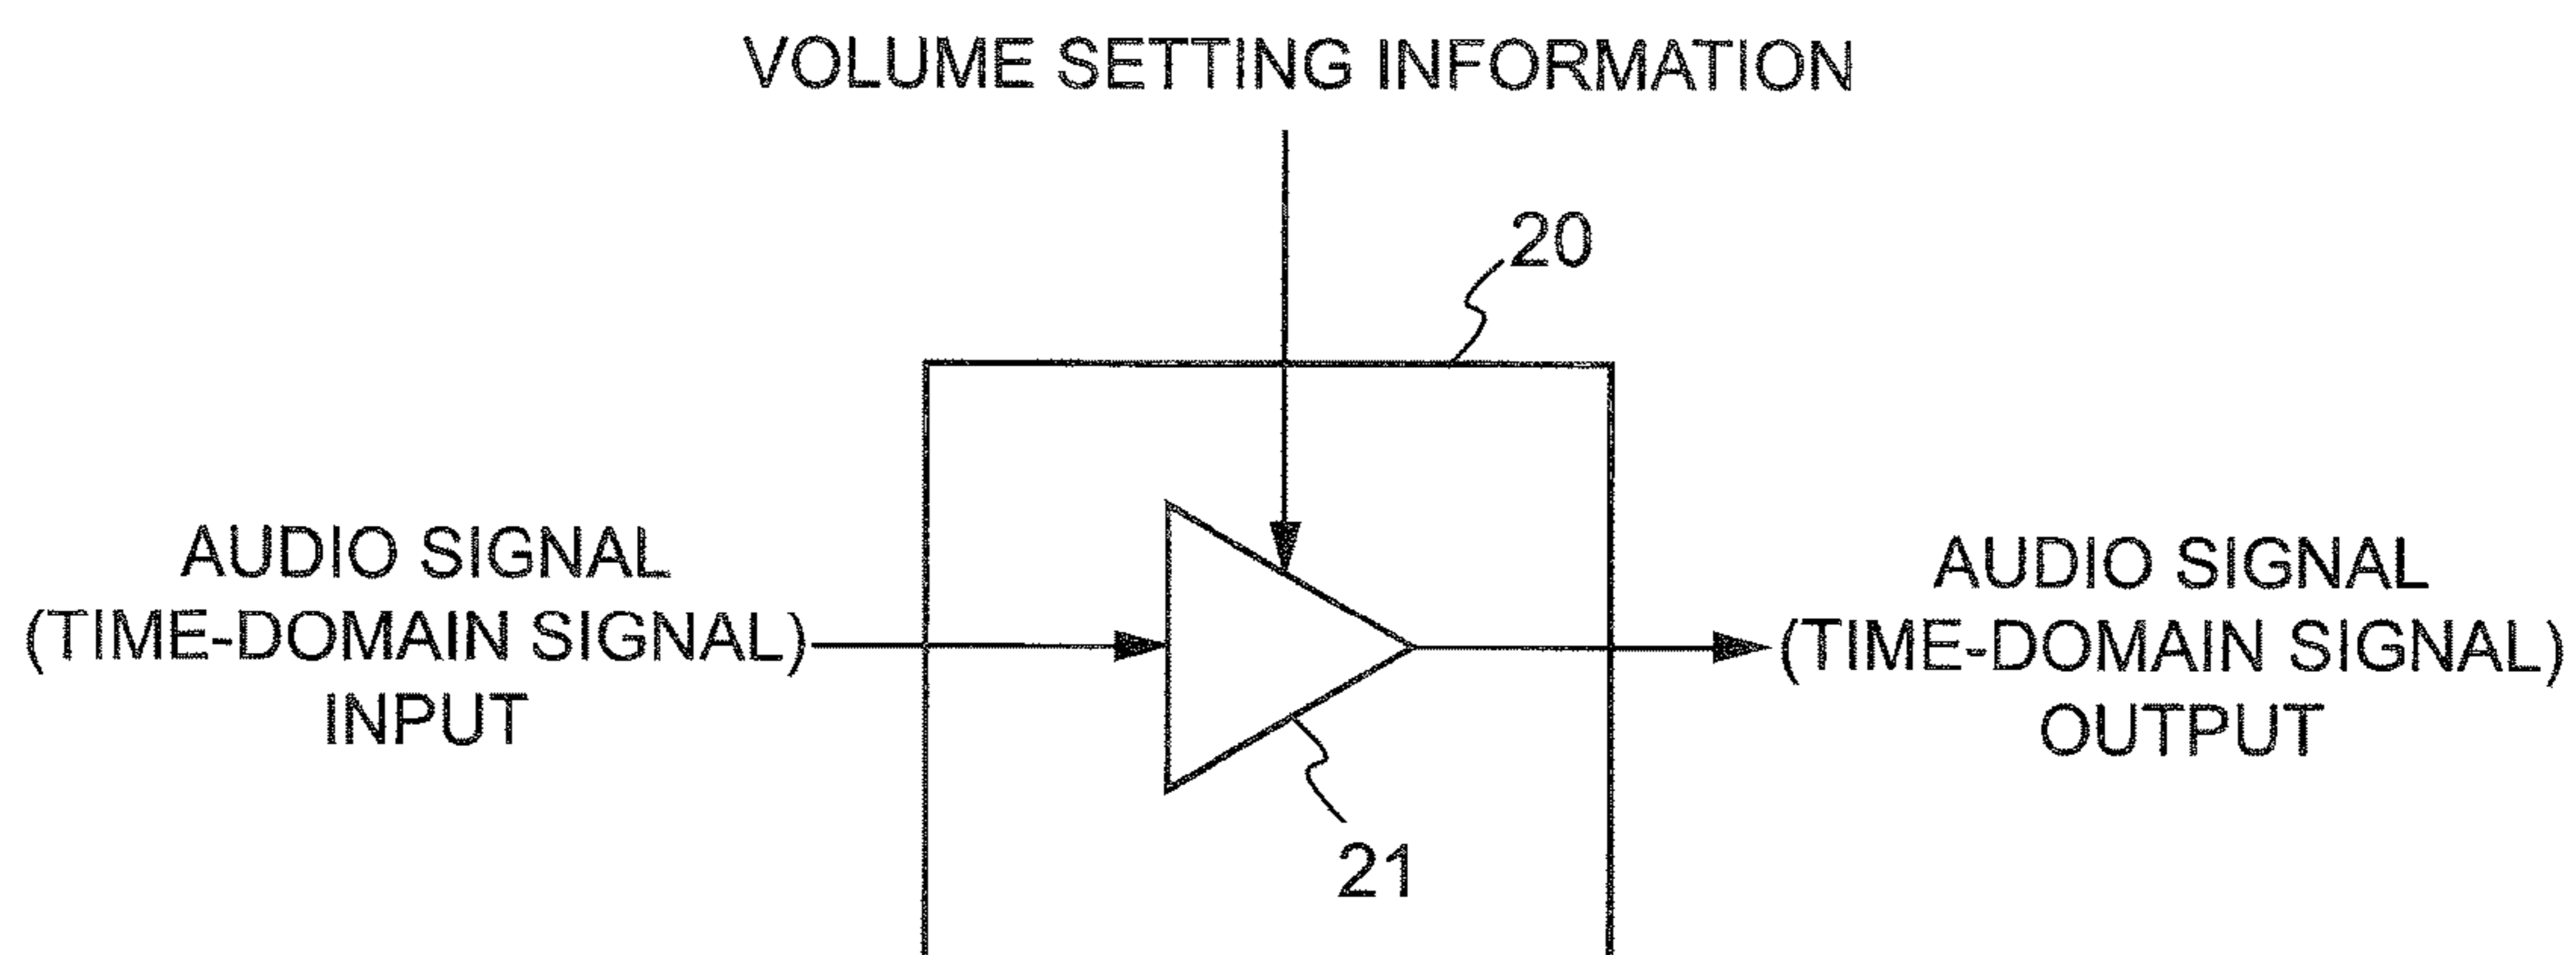 VOLUME SETTING INFORMATION
20
AUDIO SIGNAL
(TIME-DOMAIN SIGNAL)
INPUT
AUDIO SIGNAL
(TIME-DOMAIN SIGNAL)
OUTPUT
21